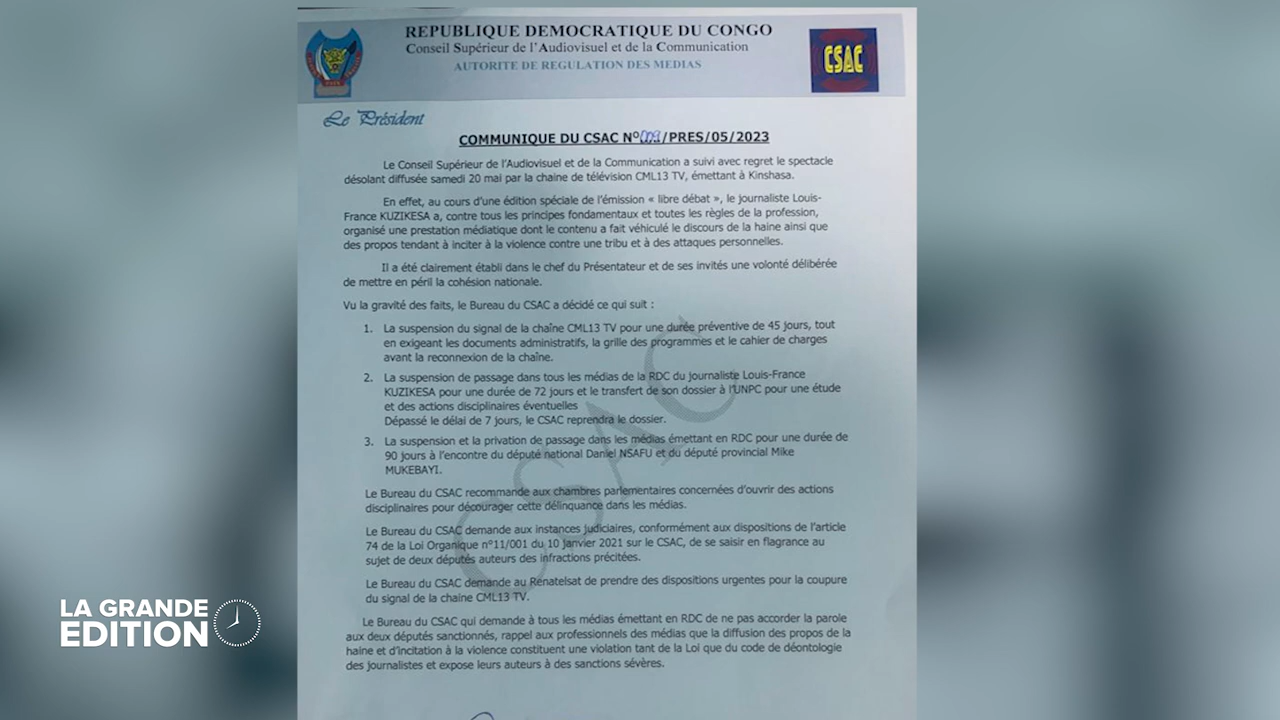 REPUBLIQUE DEMOCRATIQUE DU CONGO
Conseil Supérieur de l'Audiovisuel et de la Communication
AUTORITE DE REGULATION DES MEDIAS
CSAC
Le Président
COMMUNIQUE DU CSAC N°009/PRES/05/2023
Le Conseil Supérieur de l'Audiovisuel et de la Communication a suivi avec regret le spectacle
désolant diffusée samedi 20 mai par la chaine de télévision CML13 TV, émettant à Kinshasa.
En effet, au cours d'une édition spéciale de l'émission « libre débat », le journaliste Louis-
France KUZIKESA a, contre tous les principes fondamentaux et toutes les règles de la profession,
organisé une prestation médiatique dont le contenu a fait véhiculé le discours de la haine ainsi que
des propos tendant à inciter à la violence contre une tribu et à des attaques personnelles.
Il a été clairement établi dans le chef du Présentateur et de ses invités une volonté délibérée
de mettre en péril la cohésion nationale.
Vu la gravité des faits, le Bureau du CSAC a décidé ce qui suit :
1. La suspension du signal de la chaîne CML13 TV pour une durée préventive de 45 jours, tout
en exigeant les documents administratifs, la grille des programmes et le cahier de charges
avant la reconnexion de la chaîne.
2. La suspension de passage dans tous les médias de la RDC du journaliste Louis-France
KUZIKESA pour une durée de 72 jours et le transfert de son dossier à l'UNPC pour une étude
et des actions disciplinaires éventuelles
Dépassé le délai de 7 jours, le CSAC reprendra le dossier.
3. La suspension et la privation de passage dans les médias émettant en RDC pour une durée de
90 jours à l'encontre du député national Daniel NSAFU et du député provincial Mike
MUKEBAYI.
Le Bureau du CSAC recommande aux chambres parlementaires concernées d'ouvrir des actions
disciplinaires pour décourager cette délinquance dans les médias.
Le Bureau du CSAC demande aux instances judiciaires, conformément aux dispositions de l'article
74 de la Loi Organique n°11/001 du 10 janvier 2021 sur le CSAC, de se saisir en flagrance au
sujet de deux députés auteurs des infractions précitées.
Le Bureau du CSAC demande au Renatelsat de prendre des dispositions urgentes pour la coupure
du signal de la chaine CML13 TV.
Le Bureau du CSAC qui demande à tous les médias émettant en RDC de ne pas accorder la parole
aux deux députés sanctionnés, rappel aux professionnels des médias que la diffusion des propos de la
haine et d'incitation à la violence constituent une violation tant de la Loi que du code de déontologie
des journalistes et expose leurs auteurs à des sanctions sévères.
CSAC
LA GRANDE
EDITION